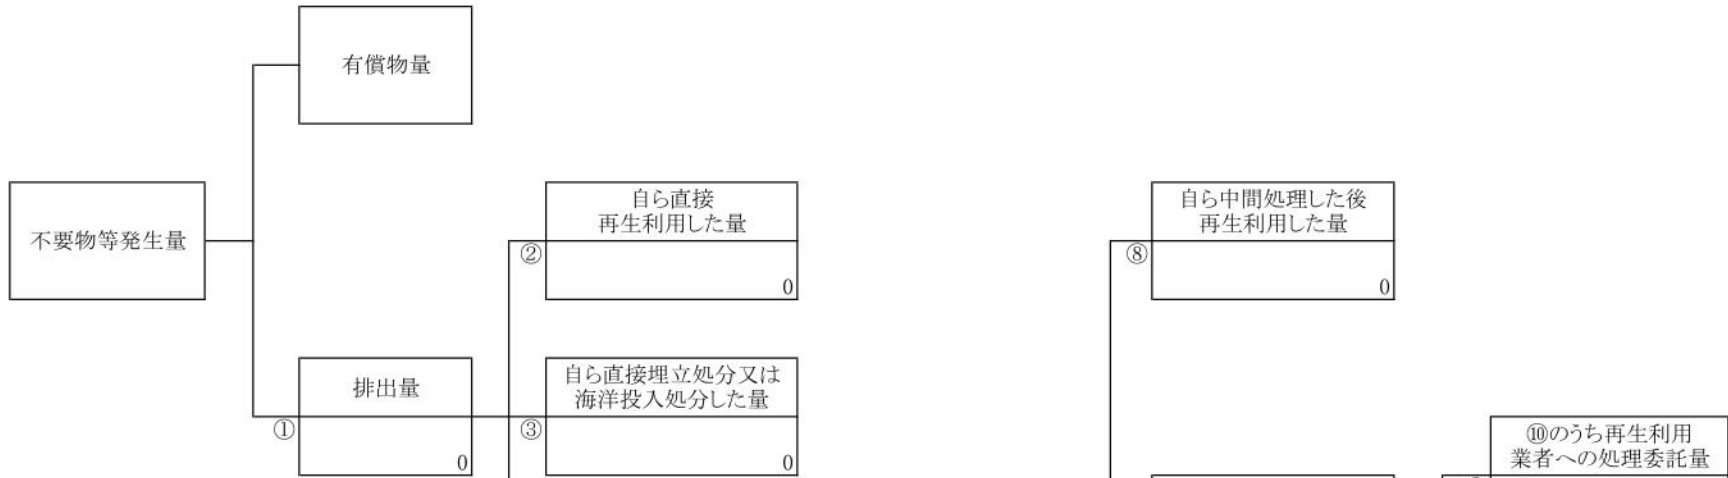 有償物量
不要物等発生量
自ら直接
再生利用した量
②
0
自ら中間処理した後
再生利用した量
⑧
0
排出量
①
0
自ら直接埋立処分又は
海洋投入処分した量
③
0
⑩のうち再生利用
業者への処理委託量